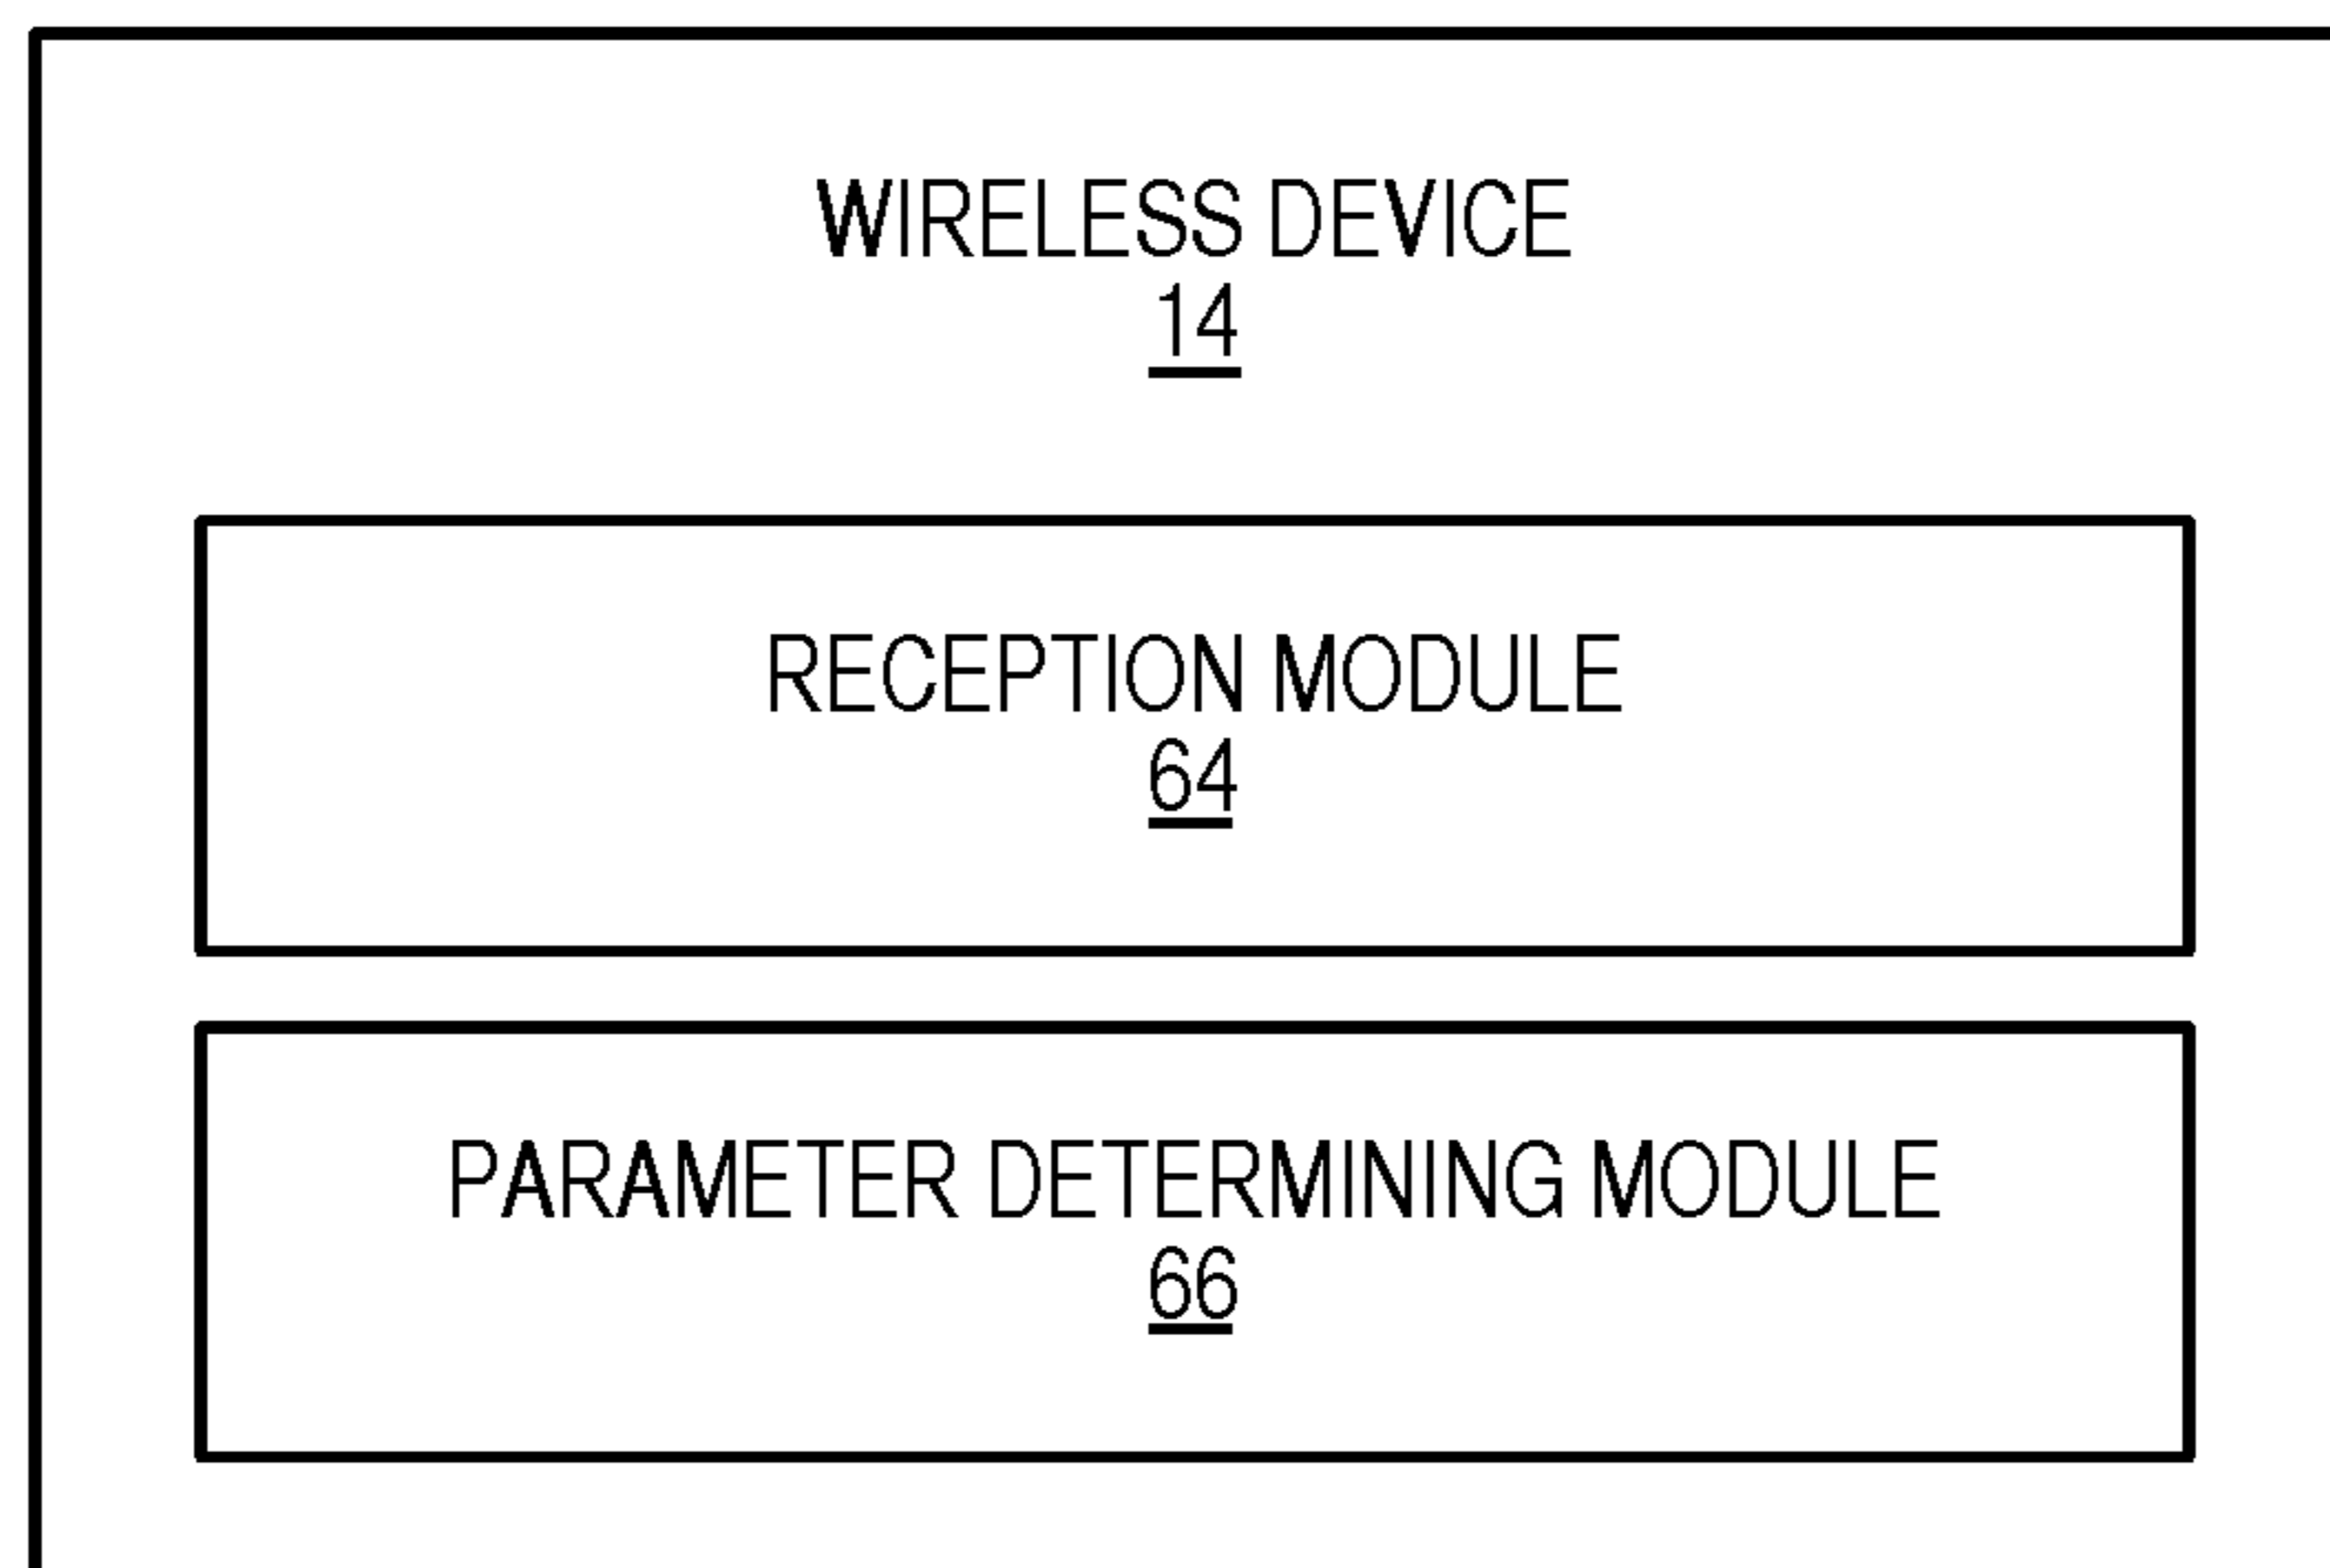 WIRELESS DEVICE
14
RECEPTION MODULE
64
PARAMETER DETERMINING MODULE
66